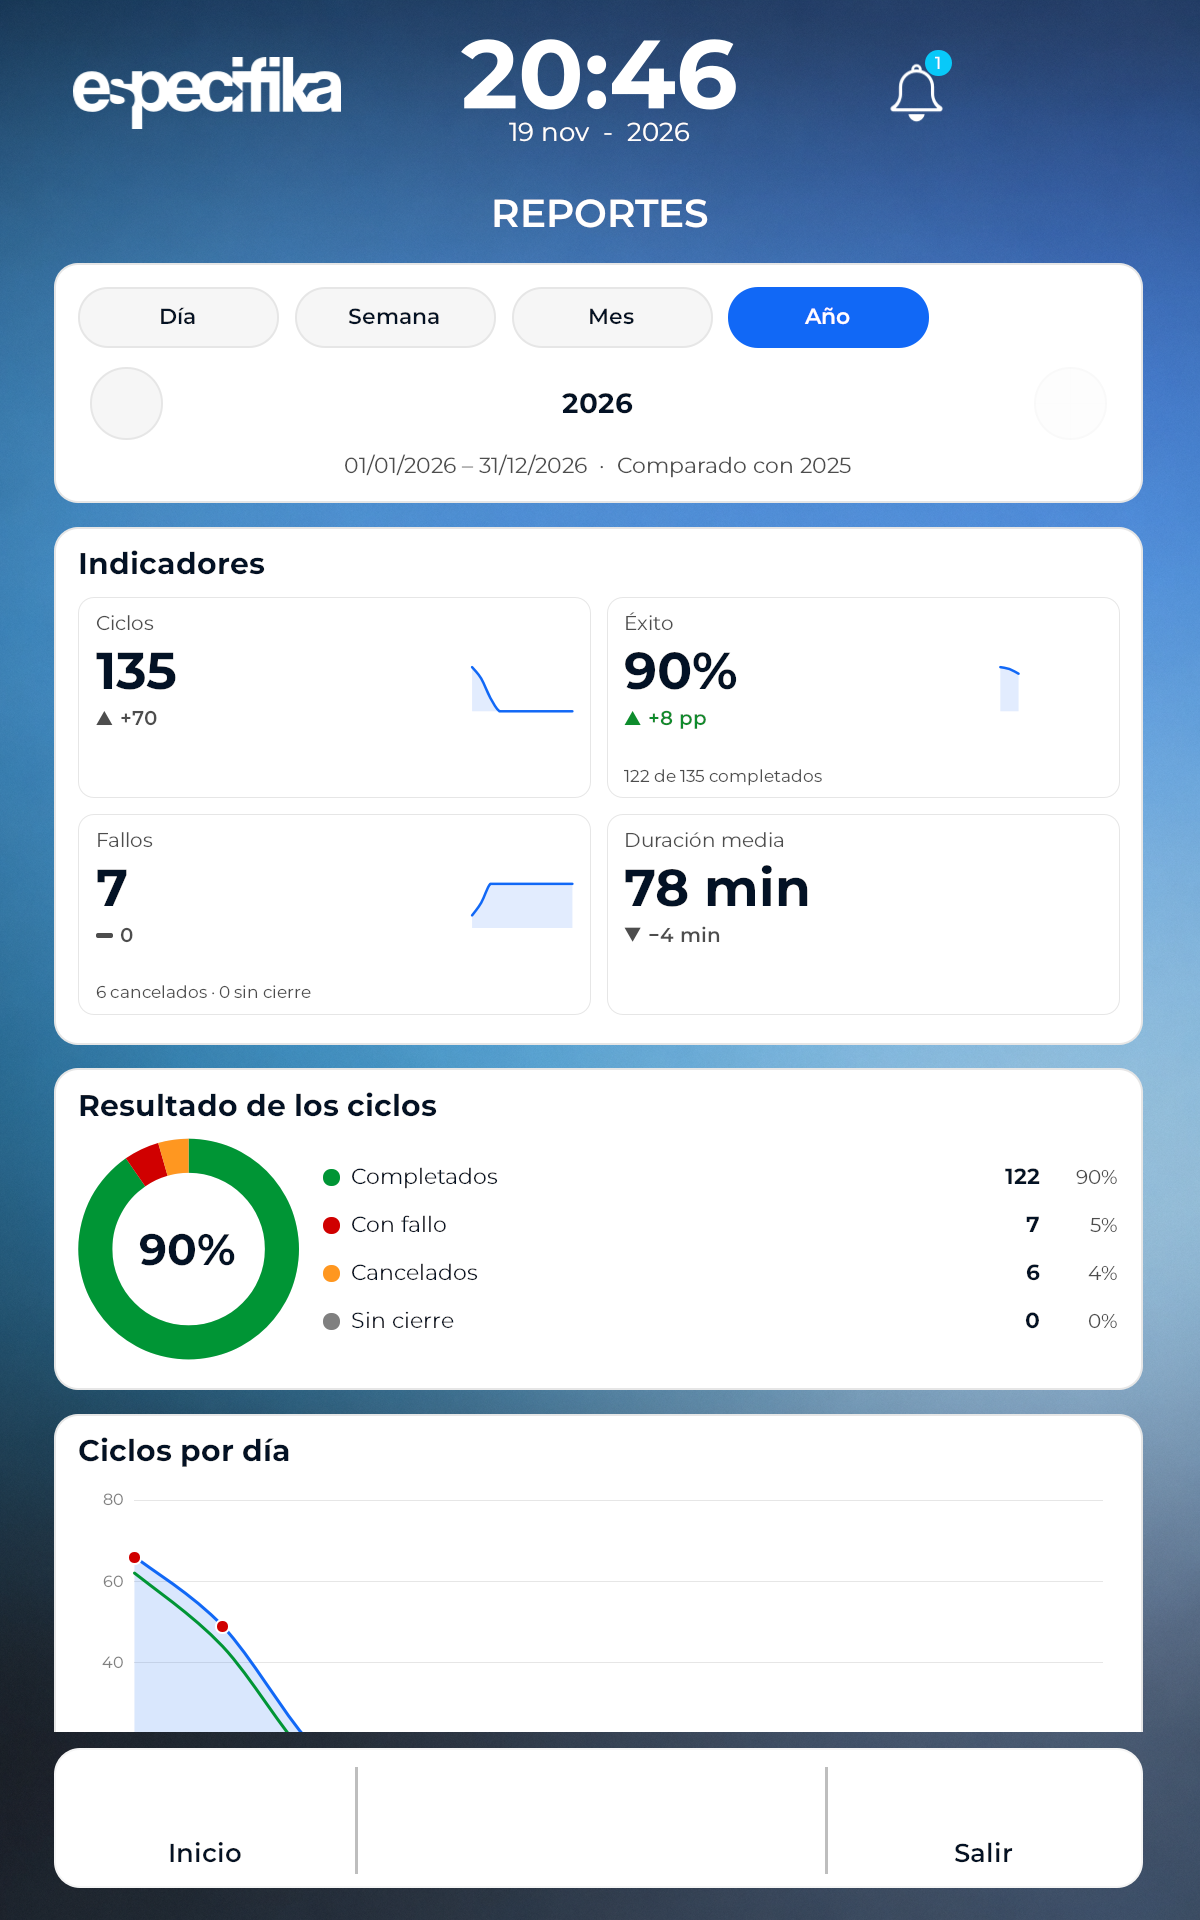 especifika
20:46
1
19 nov - 2026
REPORTES
Día Semana Mes Año
2026
01/01/2026 – 31/12/2026 · Comparado con 2025
Indicadores
Ciclos
135
▲ +70
Éxito
90%
▲ +8 pp
122 de 135 completados
Fallos
7
0
6 cancelados · 0 sin cierre
Duración media
78 min
▼ −4 min
Resultado de los ciclos
90%
Completados 122 90%
Con fallo 7 5%
Cancelados 6 4%
Sin cierre 0 0%
Ciclos por día
80
60
40
Inicio Salir